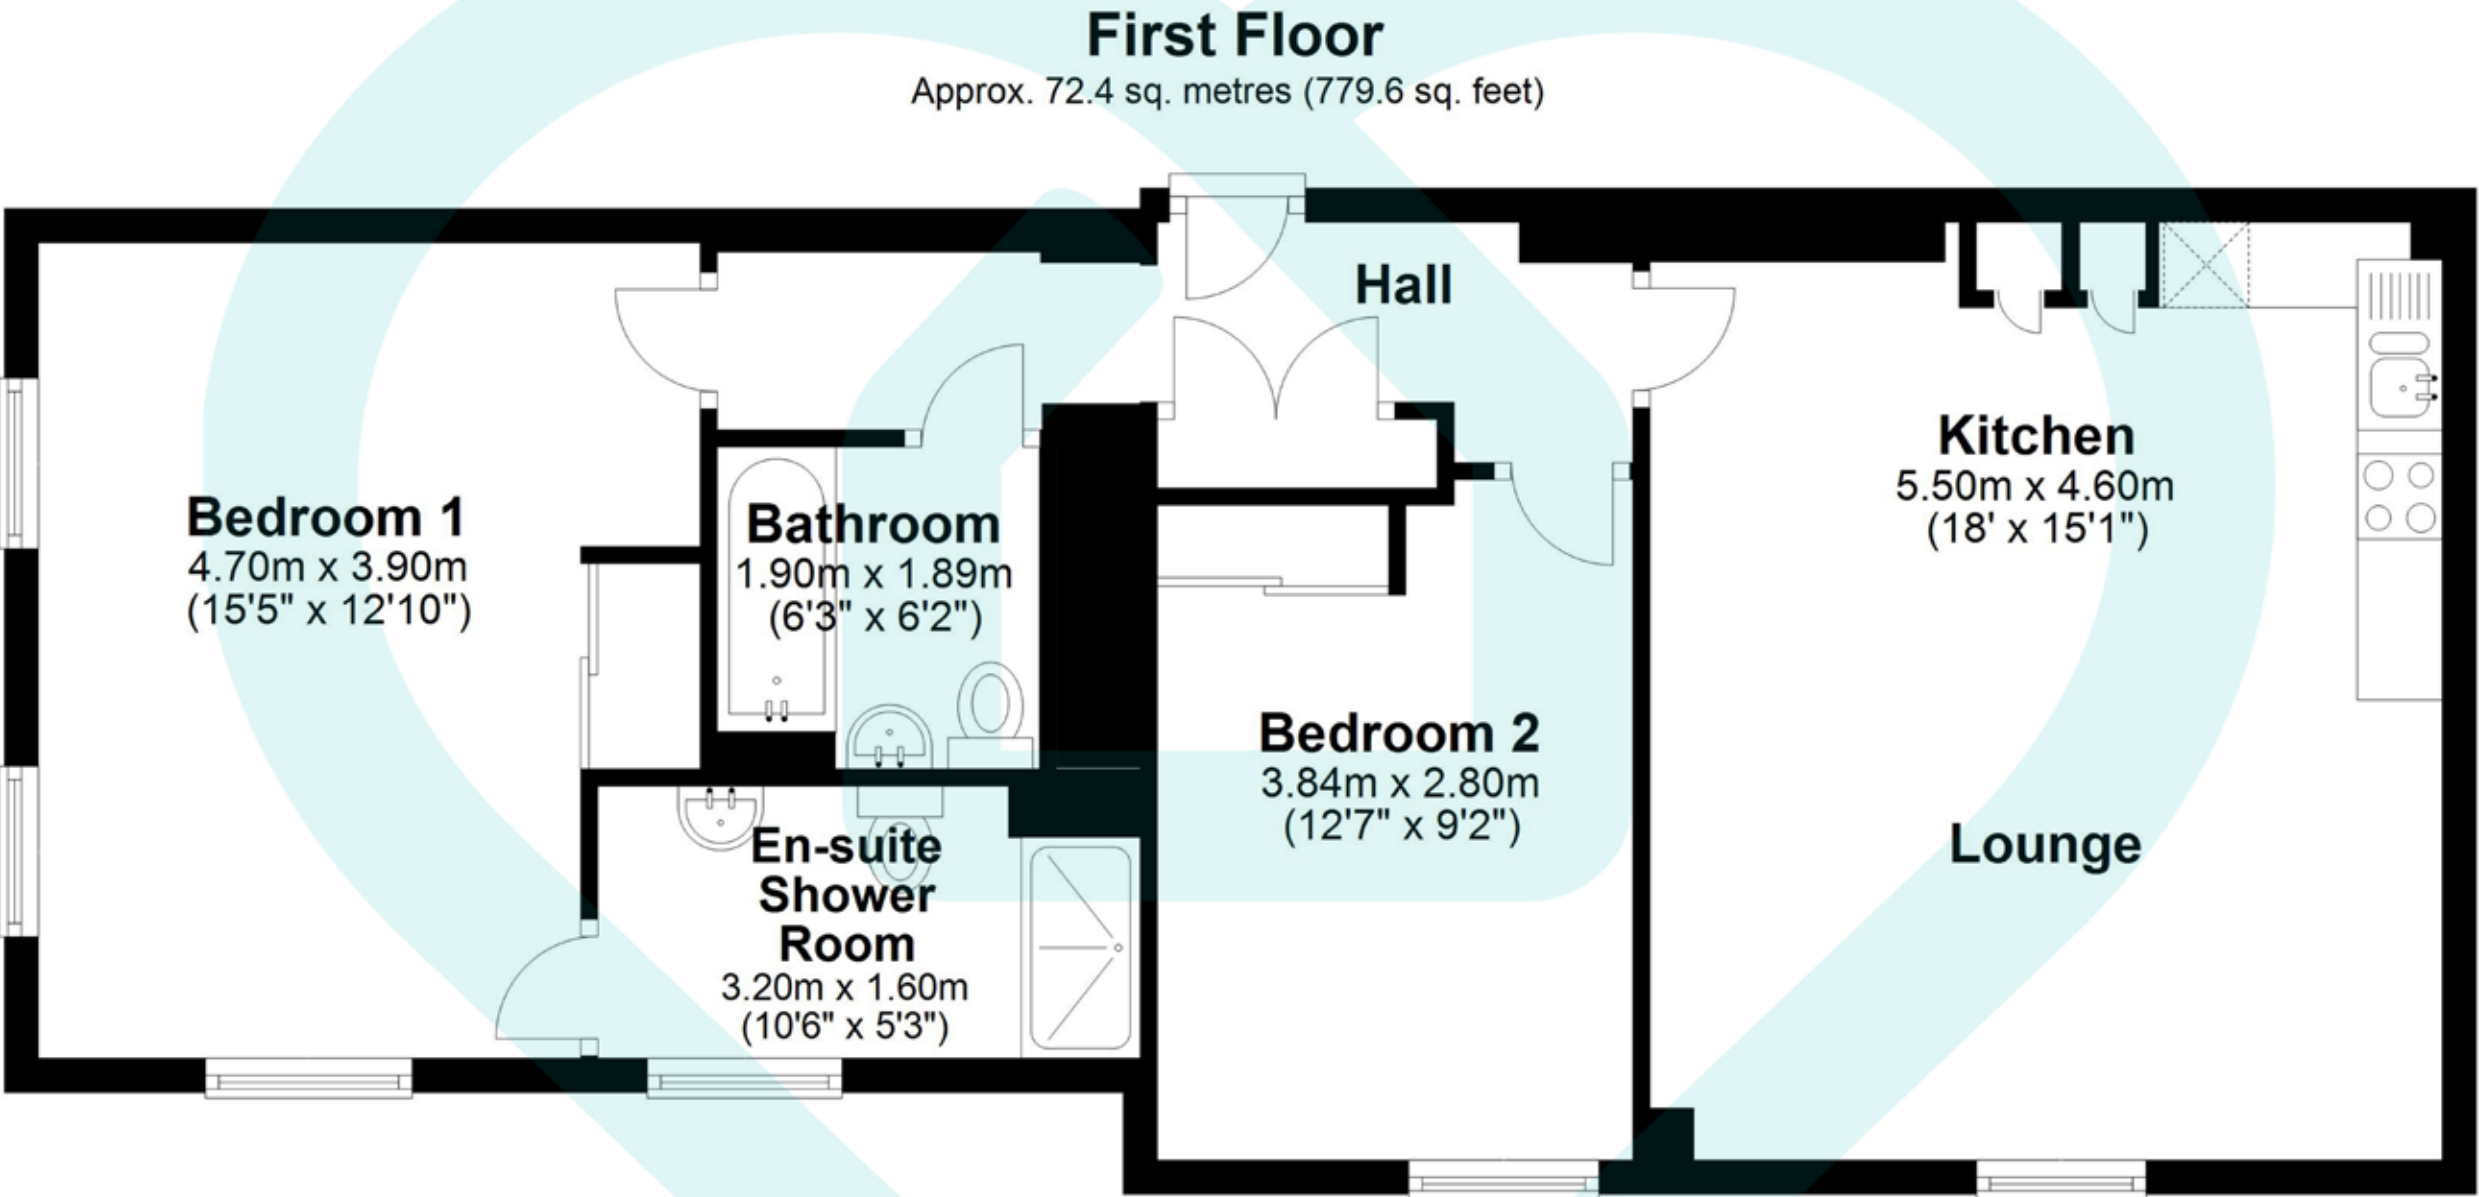 First Floor
Approx. 72.4 sq. metres (779.6 sq. feet)
Hall
Kitchen
5.50m x 4.60m
(18' x 15'1")
Bedroom 1
4.70m x 3.90m
(15'5" x 12'10")
Bathroom
1.90m x 1.89m
(6'3" x 6'2")
Bedroom 2
3.84m x 2.80m
(12'7" x 9'2")
Lounge
En-suite
Shower
Room
3.20m x 1.60m
(10'6" x 5'3")